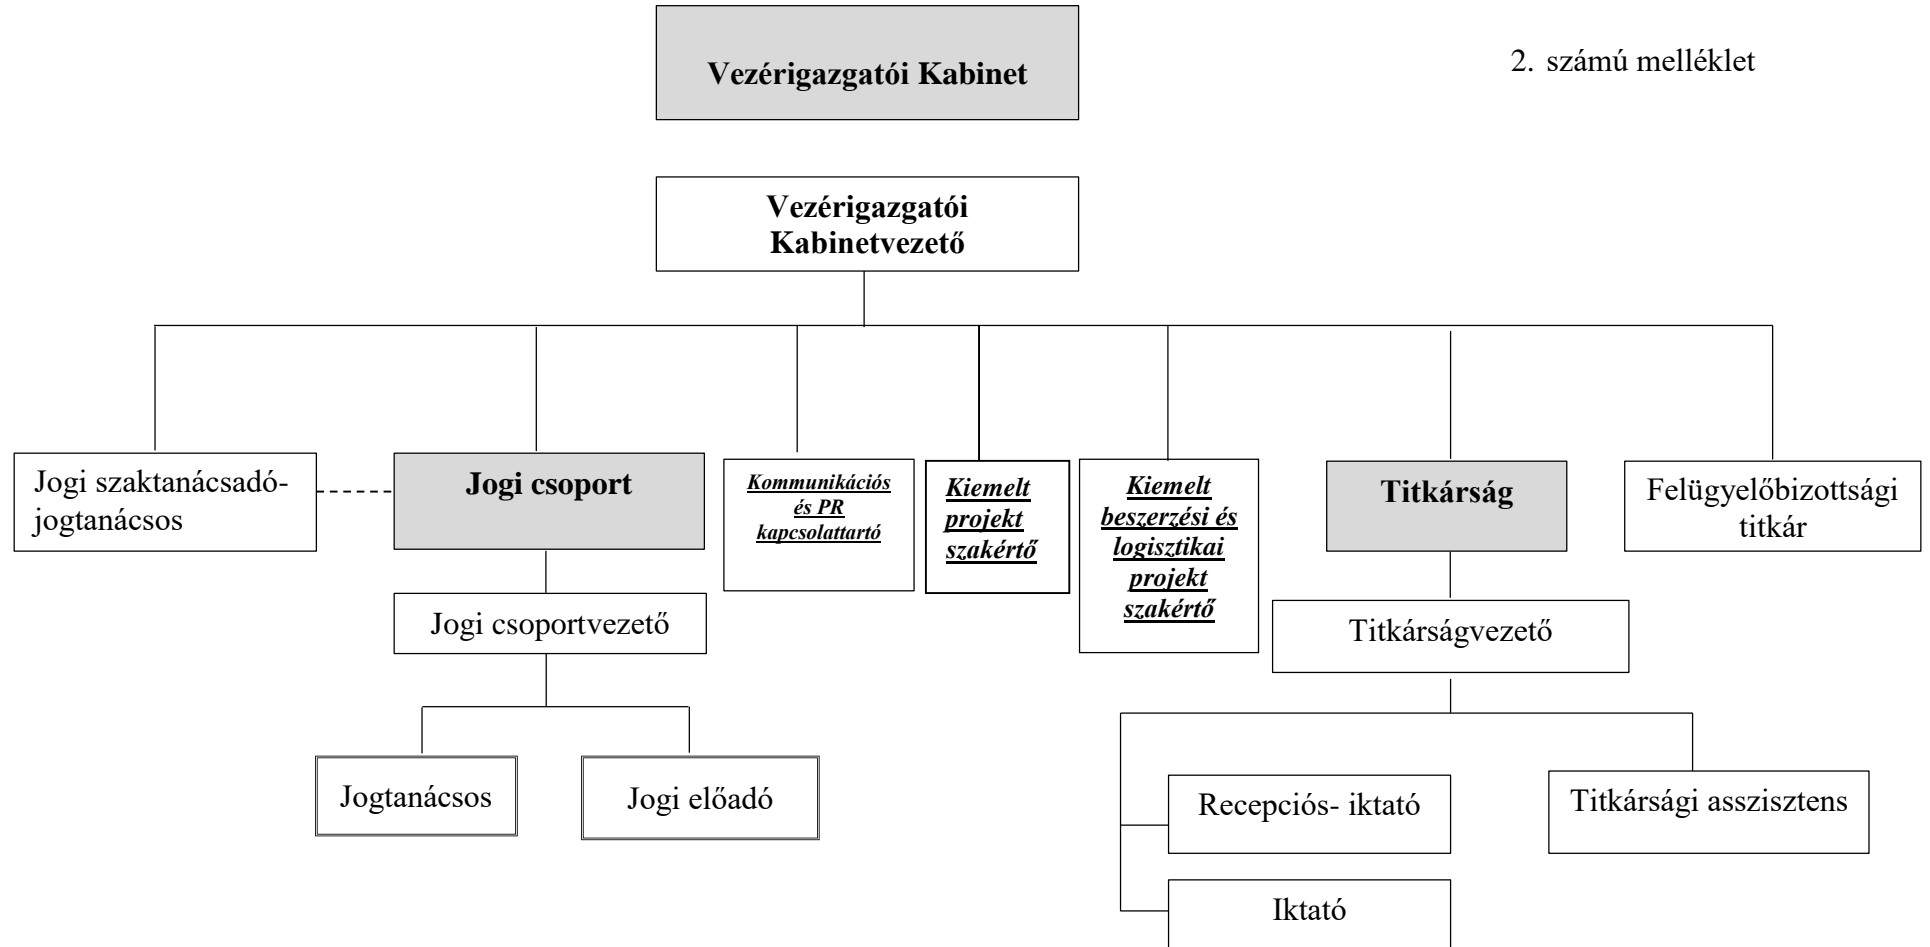 Vezérigazgatói Kabinet
2. számú melléklet
Vezérigazgatói
Kabinetvezető
Jogi szaktanácsadó-
jogtanácsos
Jogi csoport
Kommunikációs
és PR
kapcsolattartó
Kiemelt
projekt
szakértő
Kiemelt
beszerzési és
logisztikai
projekt
szakértő
Titkárság
Felügyelőbizottsági
titkár
Jogi csoportvezető
Titkárságvezető
Jogtanácsos
Jogi előadó
Recepciós- iktató
Titkársági asszisztens
Iktató